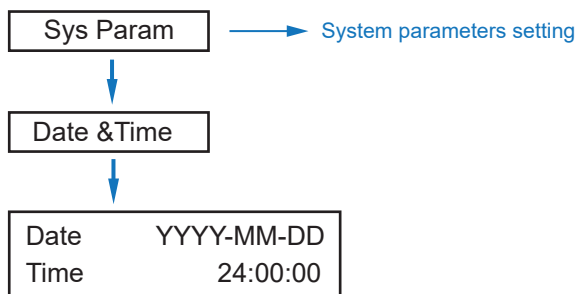 Sys Param System parameters setting
Date &Time
Date YYYY-MM-DD
Time 24:00:00